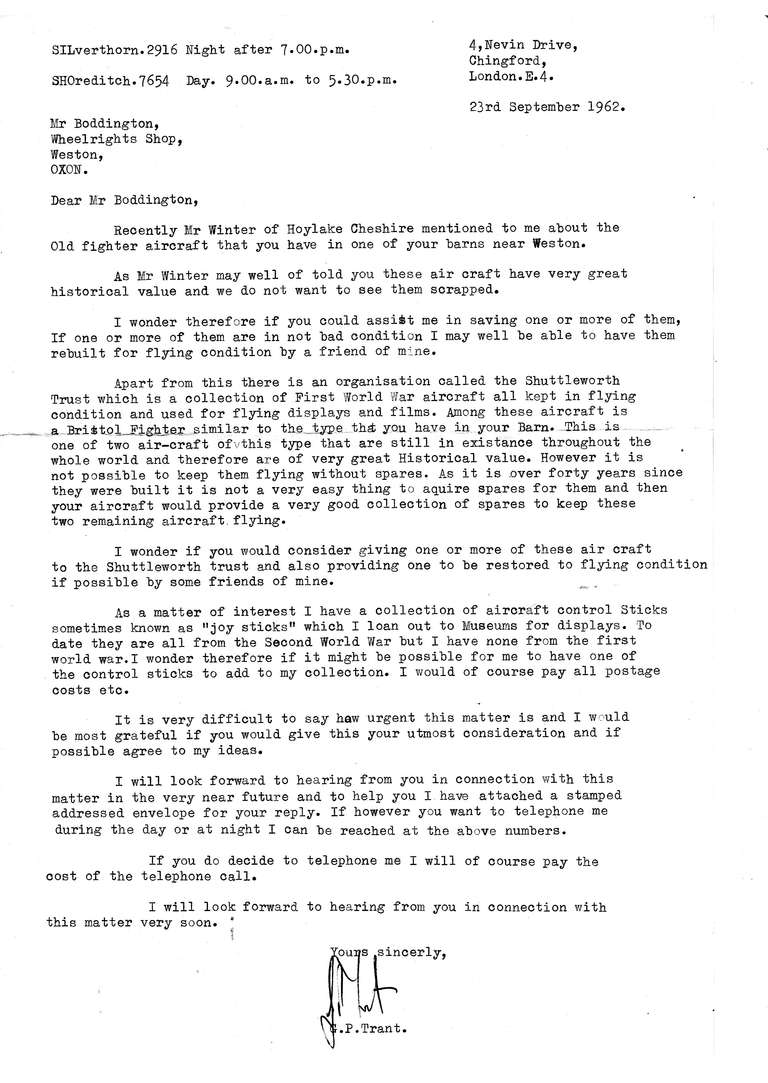 SILverthorn.2916 Night after 7.00.p.m.
SHOreditch.7654 Day. 9.00.a.m. to 5.30.p.m.
4,Nevin Drive,
Chingford,
London.E.4.
23rd September 1962.
Mr Boddington,
Wheelrights Shop,
Weston,
OXON.
Dear Mr Boddington,
Recently Mr Winter of Hoylake Cheshire mentioned to me about the
Old fighter aircraft that you have in one of your barns near Weston.
As Mr Winter may well of told you these air craft have very great
historical value and we do not want to see them scrapped.
I wonder therefore if you could assist me in saving one or more of them,
If one or more of them are in not bad condition I may well be able to have them
rebuilt for flying condition by a friend of mine.
Apart from this there is an organisation called the Shuttleworth
Trust which is a collection of First World War aircraft all kept in flying
condition and used for flying displays and films. Among these aircraft is
a Bristol Fighter similar to the type that you have in your Barn. This is
one of two air-craft of this type that are still in existance throughout the
whole world and therefore are of very great Historical value. However it is
not possible to keep them flying without spares. As it is over forty years since
they were built it is not a very easy thing to aquire spares for them and then
your aircraft would provide a very good collection of spares to keep these
two remaining aircraft flying.
I wonder if you would consider giving one or more of these air craft
to the Shuttleworth trust and also providing one to be restored to flying condition
if possible by some friends of mine.
As a matter of interest I have a collection of aircraft control Sticks
sometimes known as "joy sticks" which I loan out to Museums for displays. To
date they are all from the Second World War but I have none from the first
world war.I wonder therefore if it might be possible for me to have one of
the control sticks to add to my collection. I would of course pay all postage
costs etc.
It is very difficult to say how urgent this matter is and I would
be most grateful if you would give this your utmost consideration and if
possible agree to my ideas.
I will look forward to hearing from you in connection with this
matter in the very near future and to help you I have attached a stamped
addressed envelope for your reply. If however you want to telephone me
during the day or at night I can be reached at the above numbers.
If you do decide to telephone me I will of course pay the
cost of the telephone call.
I will look forward to hearing from you in connection with
this matter very soon.
Yours sincerely,
.P.Trant.